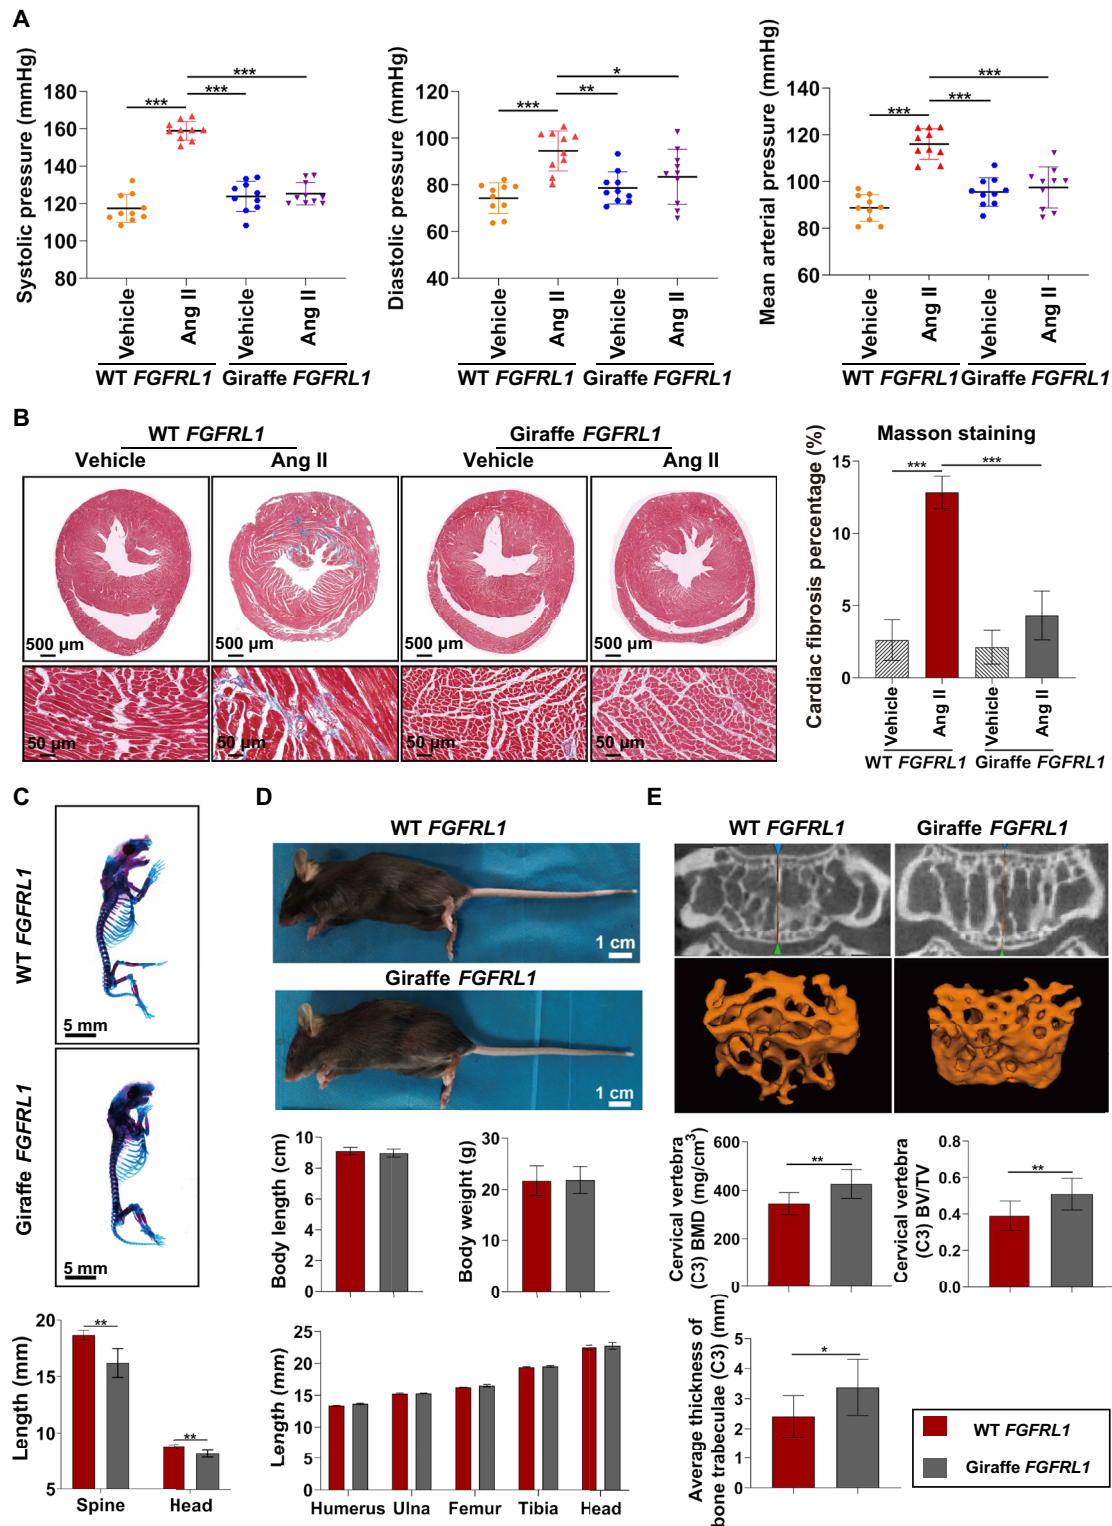 A
Systolic pressure (mmHg)
180
160
140
120
100
80
***
***
***
Vehicle
Ang II
Vehicle
Ang II
WT FGFRL1
Giraffe FGFRL1
Diastolic pressure (mmHg)
120
100
80
60
40
*
**
***
Vehicle
Ang II
Vehicle
Ang II
WT FGFRL1
Giraffe FGFRL1
Mean arterial pressure (mmHg)
140
120
100
80
60
***
***
***
Vehicle
Ang II
Vehicle
Ang II
WT FGFRL1
Giraffe FGFRL1
B
WT FGFRL1
Giraffe FGFRL1
Vehicle
Ang II
Vehicle
Ang II
500 µm
500 µm
500 µm
500 µm
50 µm
50 µm
50 µm
50 µm
Masson staining
Cardiac fibrosis percentage (%)
15
10
5
0
***
***
Vehicle
Ang II
Vehicle
Ang II
WT FGFRL1
Giraffe FGFRL1
C
WT FGFRL1
5 mm
Giraffe FGFRL1
5 mm
Length (mm)
20
15
10
5
**
**
Spine
Head
D
WT FGFRL1
1 cm
Giraffe FGFRL1
1 cm
Body length (cm)
10
8
6
4
2
0
Body weight (g)
30
20
10
0
Length (mm)
25
20
15
10
5
0
Humerus
Ulna
Femur
Tibia
Head
E
WT FGFRL1
Giraffe FGFRL1
Cervical vertebra
(C3) BMD (mg/cm³)
600
400
200
0
**
Cervical vertebra
(C3) BV/TV
0.8
0.6
0.4
0.2
0.0
**
Average thickness of
bone trabeculae (C3) (mm)
5
4
3
2
1
0
*
WT FGFRL1
Giraffe FGFRL1